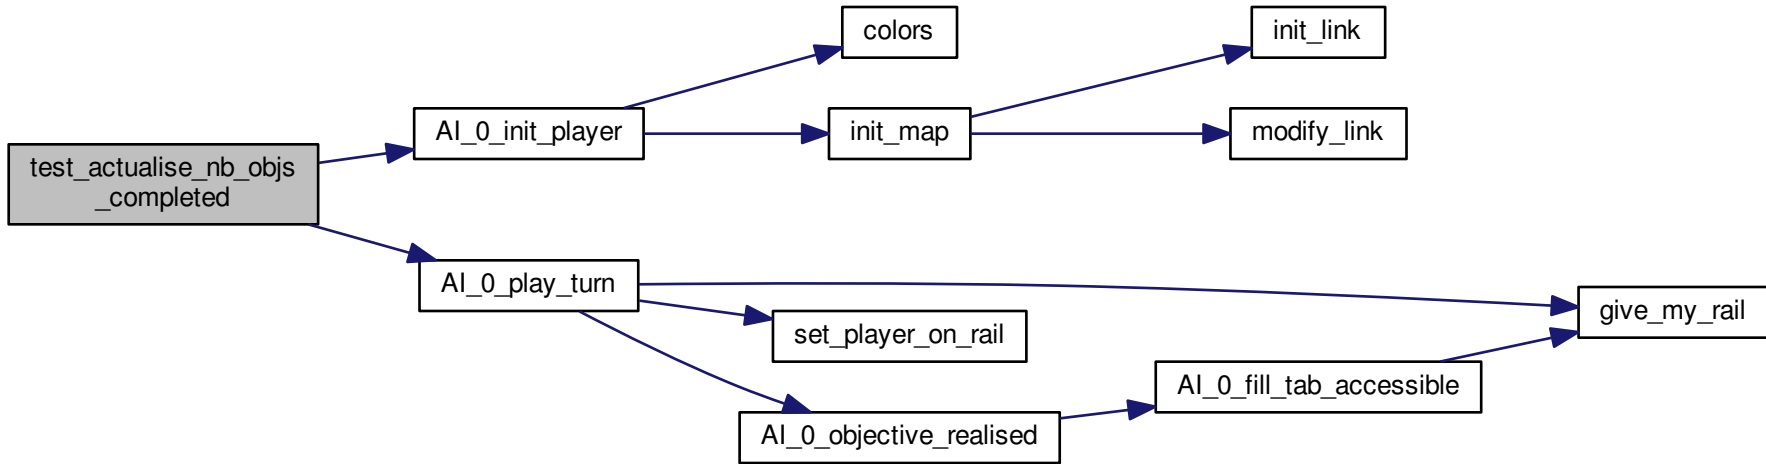 colors
init_link
AI_0_init_player
init_map
modify_link
test_actualise_nb_objs
_completed
AI_0_play_turn
give_my_rail
set_player_on_rail
AI_0_fill_tab_accessible
AI_0_objective_realised